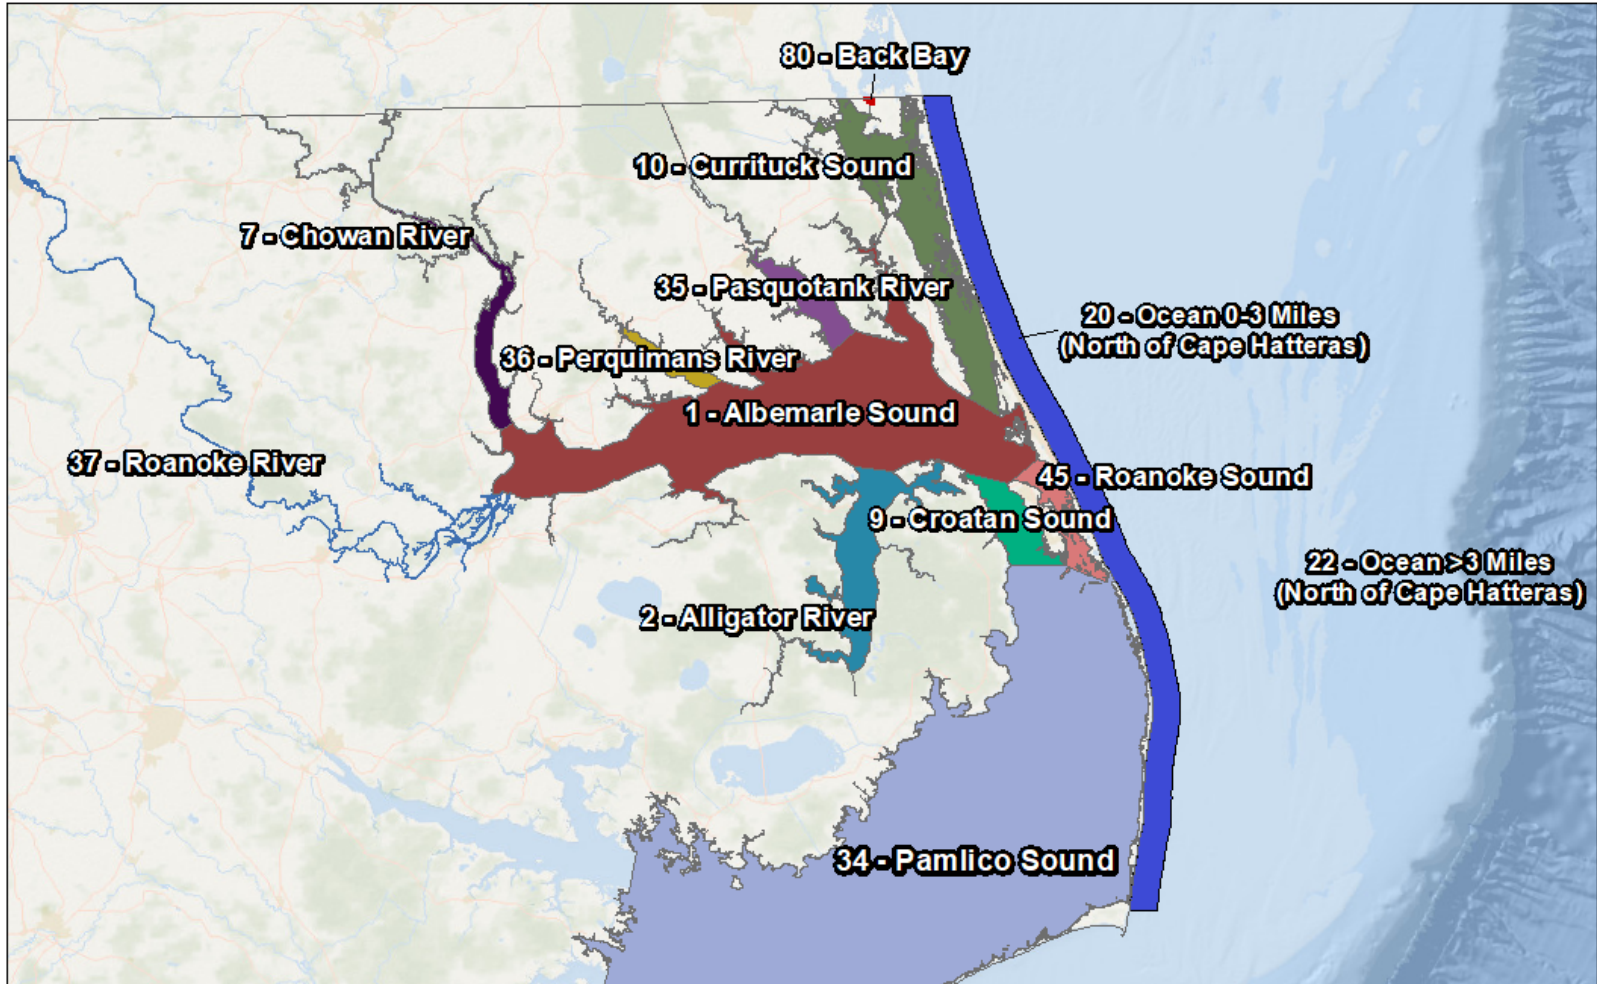 80 - Back Bay
10 - Currituck Sound
7 - Chowan River
35 - Pasquotank River
20 - Ocean 0-3 Miles
(North of Cape Hatteras)
36 - Perquimans River
1 - Albemarle Sound
37 - Roanoke River
45 - Roanoke Sound
9 - Croatan Sound
22 - Ocean >3 Miles
(North of Cape Hatteras)
2 - Alligator River
34 - Pamlico Sound